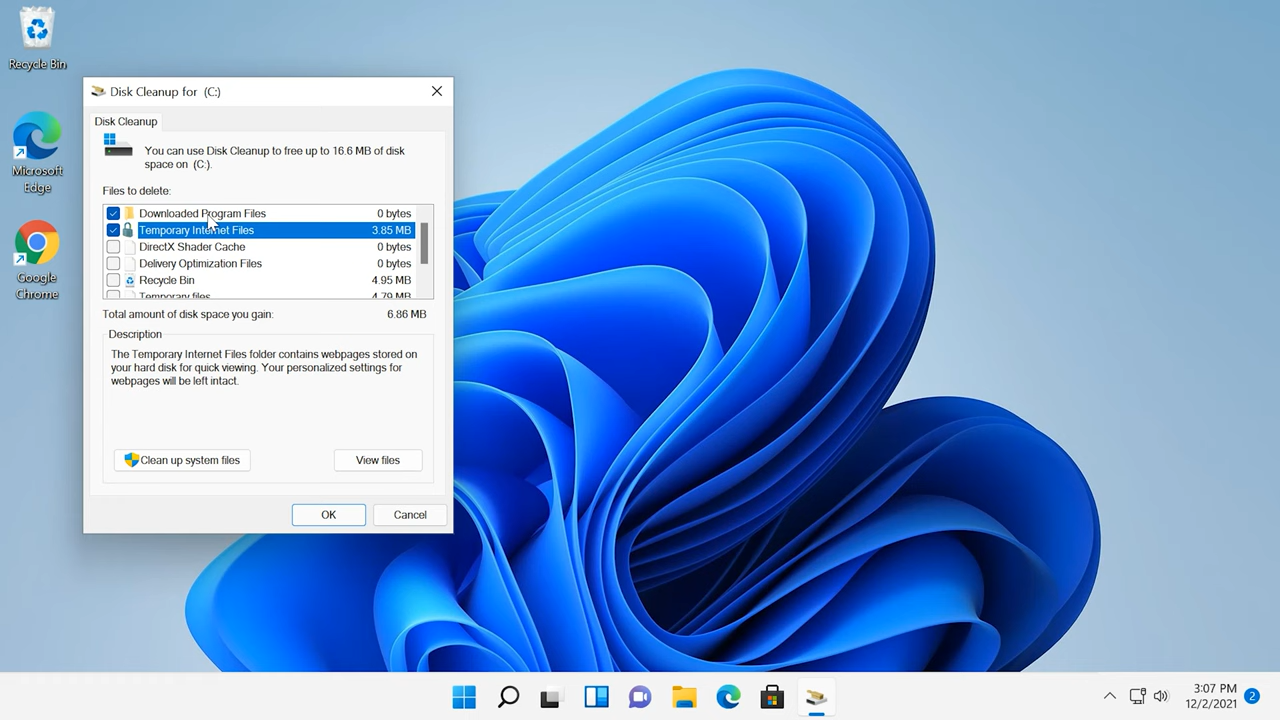 Recycle Bin
Microsoft
Edge
Google
Chrome
Disk Cleanup for (C:)
Disk Cleanup
You can use Disk Cleanup to free up to 16.6 MB of disk
space on (C:).
Files to delete:
Downloaded Program Files 0 bytes
Temporary Internet Files 3.85 MB
DirectX Shader Cache 0 bytes
Delivery Optimization Files 0 bytes
Recycle Bin 4.95 MB
Temporary files 4.79 MB
Total amount of disk space you gain: 6.86 MB
Description
The Temporary Internet Files folder contains webpages stored on
your hard disk for quick viewing. Your personalized settings for
webpages will be left intact.
Clean up system files View files
OK Cancel
3:07 PM
12/2/2021 2